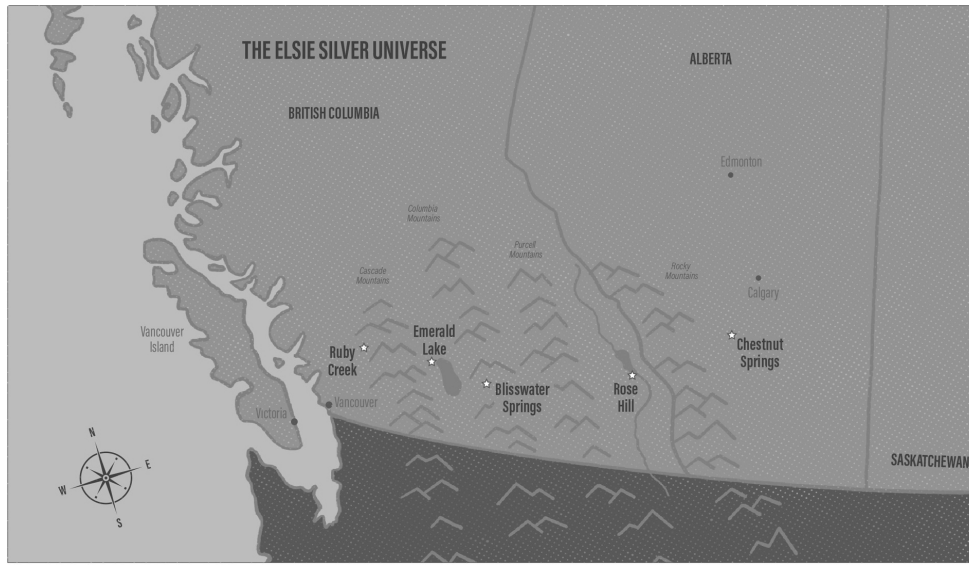 THE ELSIE SILVER UNIVERSE
ALBERTA
BRITISH COLUMBIA
Edmonton
Columbia
Mountains
Purcell
Mountains
Cascade
Mountains
Rocky
Mountains
Calgary
Vancouver
Island
Emerald
Lake
Ruby
Creek
Chestnut
Springs
Blisswater
Springs
Rose
Hill
Vancouver
Victoria
SASKATCHEWAN
N
E
W
S